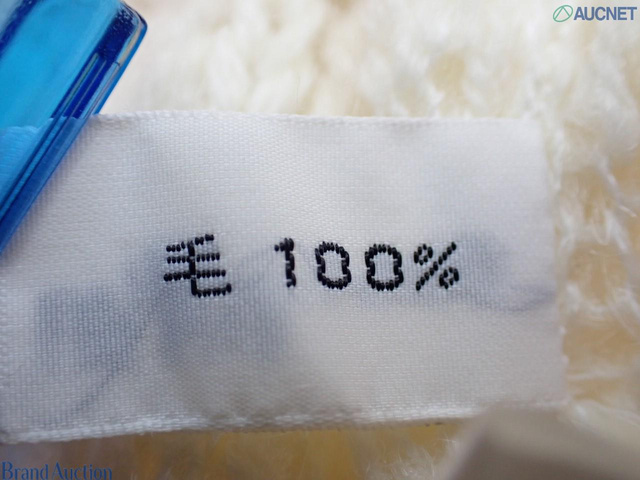 AUCNET
毛 100%
Brand Auction